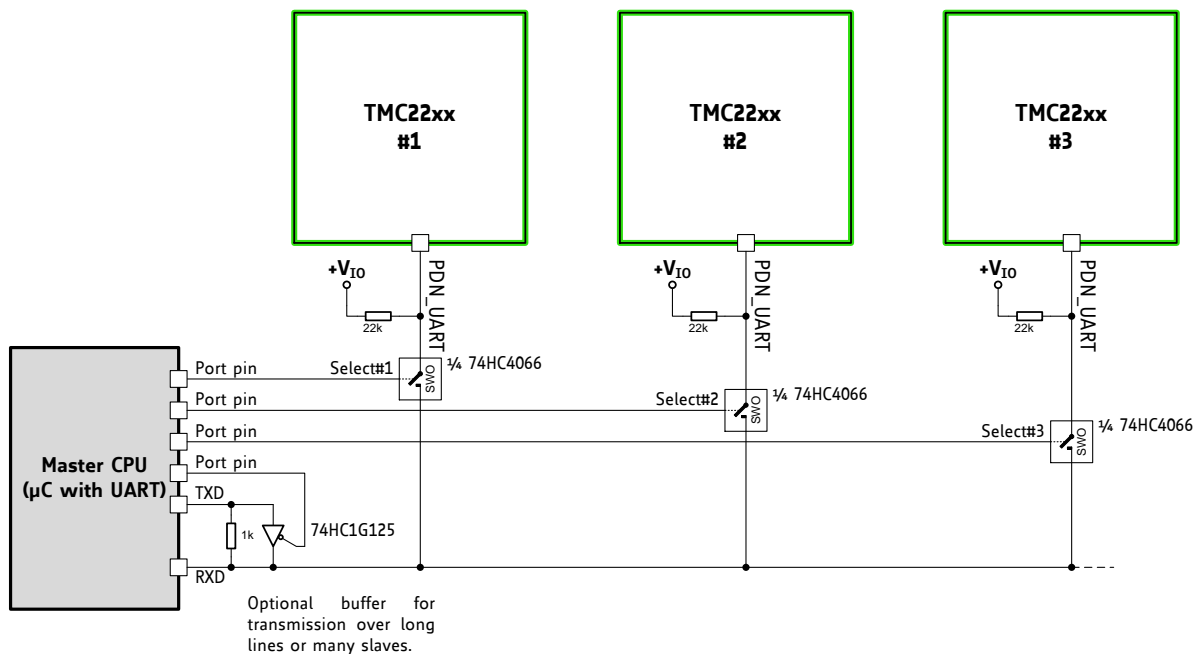 TMC22xx
#1
TMC22xx
#2
TMC22xx
#3
+VIO
PDN_UART
22k
+VIO
PDN_UART
22k
+VIO
PDN_UART
22k
Port pin
Select#1
SWO
¼ 74HC4066
Port pin
Select#2
SWO
¼ 74HC4066
Port pin
Select#3
SWO
¼ 74HC4066
Port pin
Master CPU
(µC with UART)
TXD
1k
74HC1G125
RXD
Optional buffer for
transmission over long
lines or many slaves.